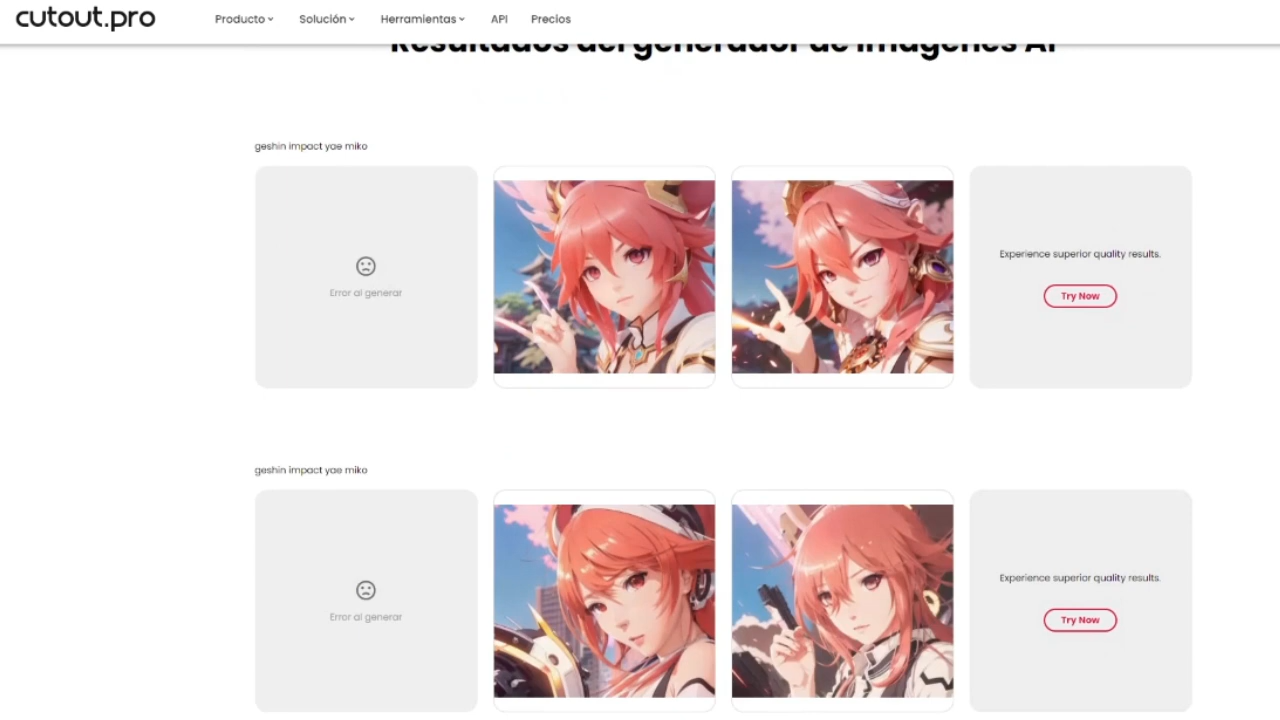 cutout.pro
Producto Solución Herramientas API Precios
Resultados del generador de imágenes AI
geshin impact yae miko
Error al generar
Experience superior quality results.
Try Now
geshin impact yae miko
Error al generar
Experience superior quality results.
Try Now